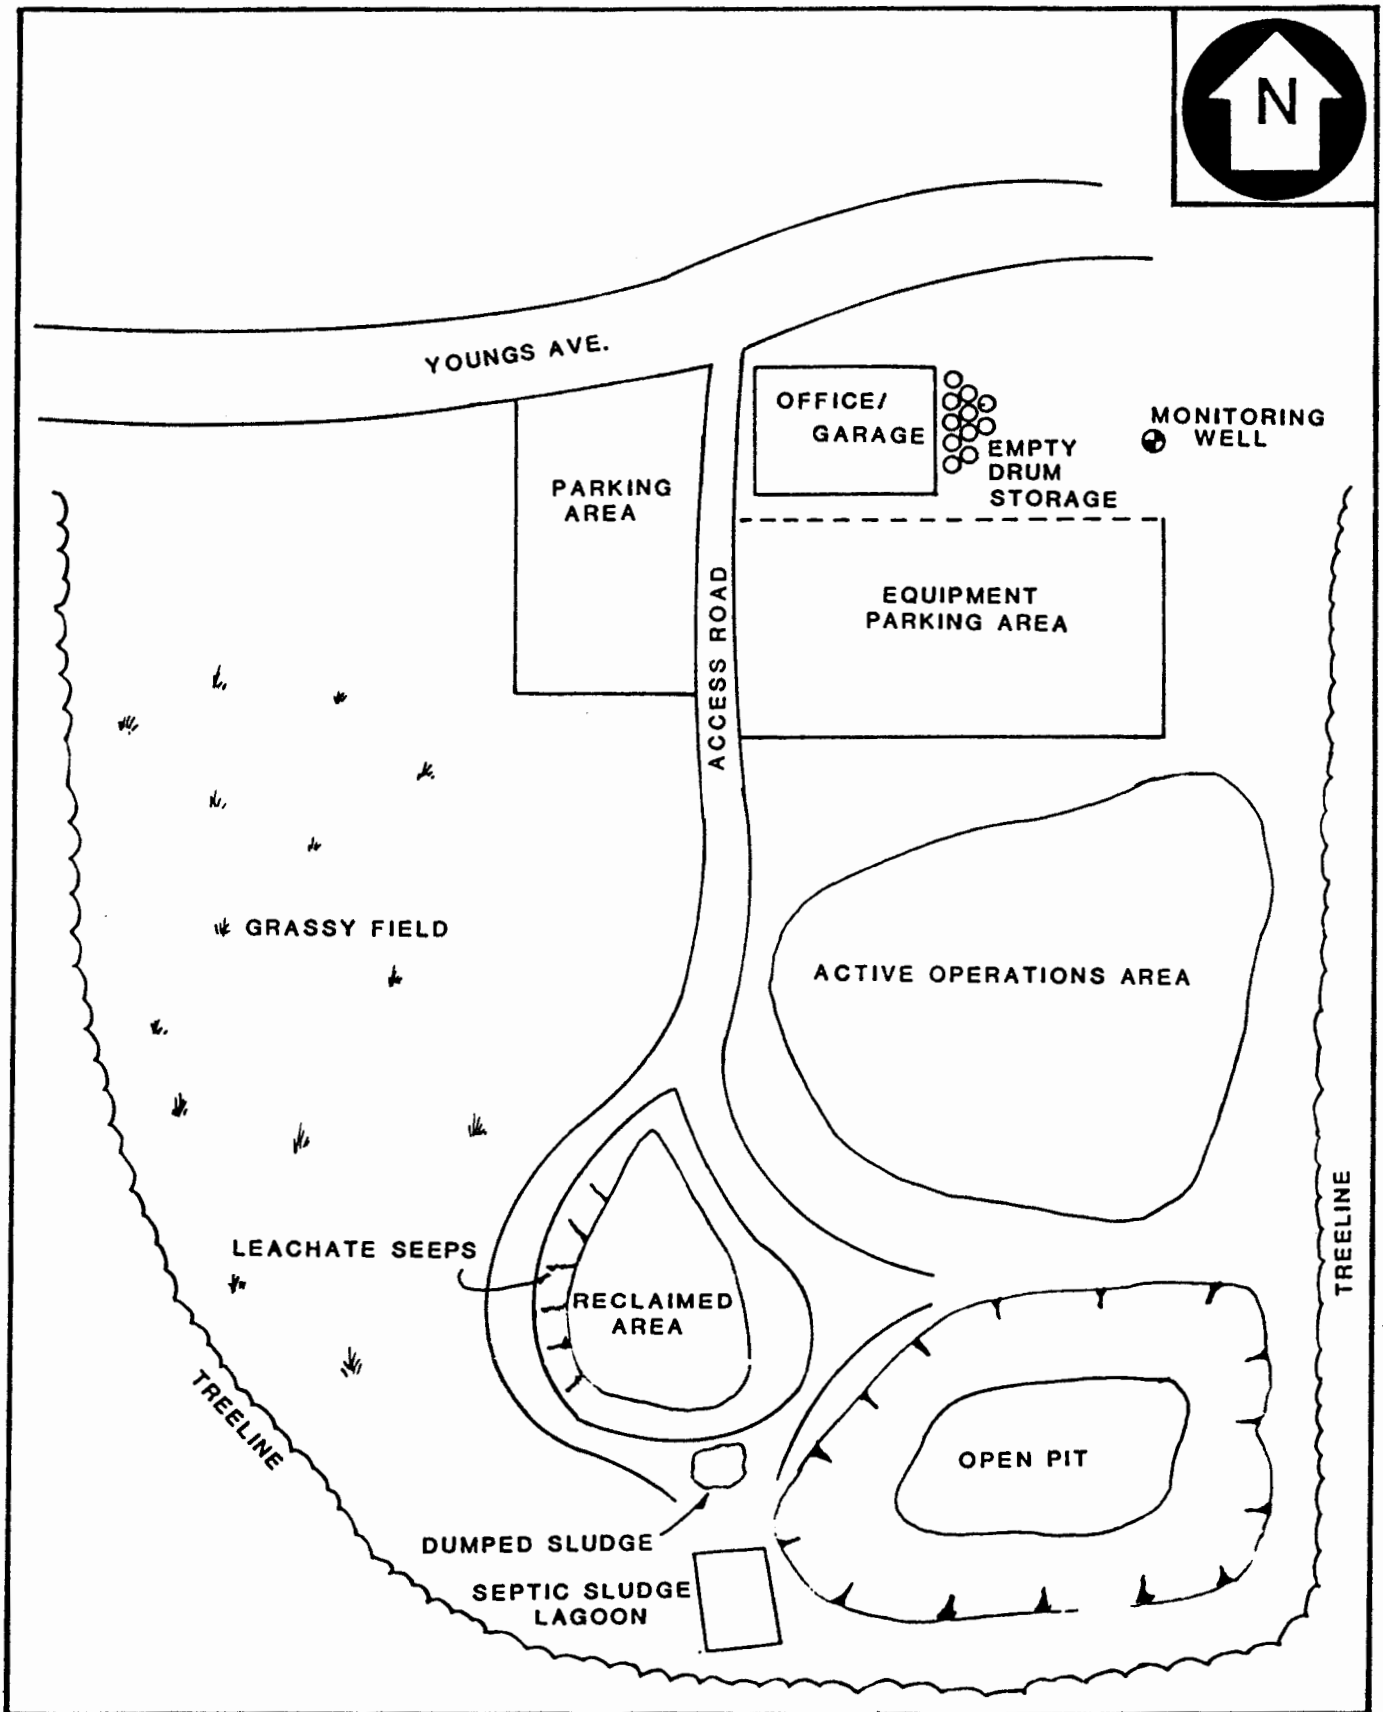 N
YOUNGS AVE.
OFFICE/
GARAGE
MONITORING
WELL
EMPTY
DRUM
STORAGE
PARKING
AREA
EQUIPMENT
PARKING AREA
ACCESS ROAD
GRASSY FIELD
ACTIVE OPERATIONS AREA
TREELINE
LEACHATE SEEPS
RECLAIMED
AREA
TREELINE
OPEN PIT
DUMPED SLUDGE
SEPTIC SLUDGE
LAGOON